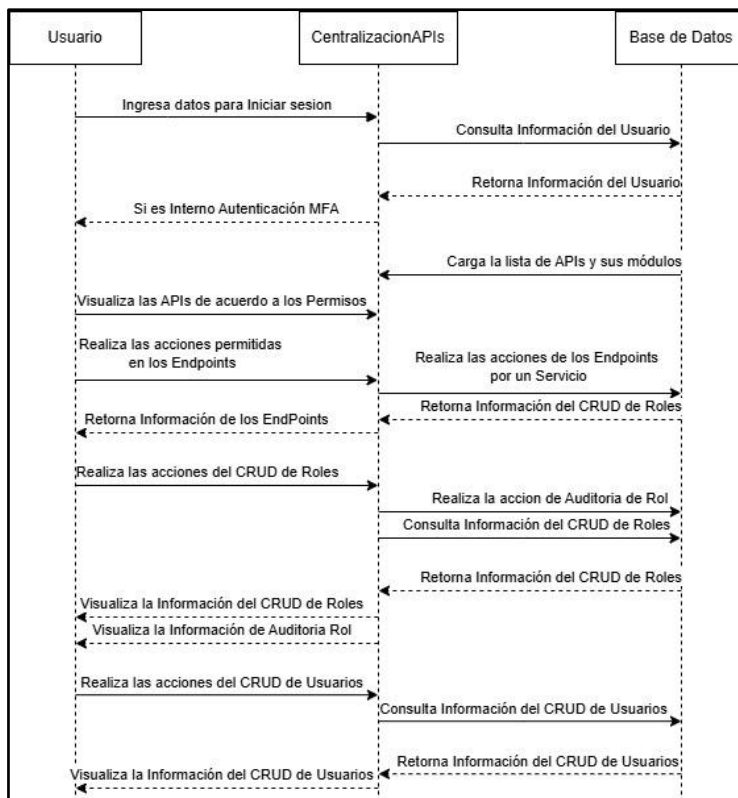 Usuario
CentralizacionAPIs
Base de Datos
Ingresa datos para Iniciar sesion
Consulta Información del Usuario
Retorna Información del Usuario
Si es Interno Autenticación MFA
Carga la lista de APIs y sus módulos
Visualiza las APIs de acuerdo a los Permisos
Realiza las acciones permitidas
en los Endpoints
Realiza las acciones de los Endpoints
por un Servicio
Retorna Información del CRUD de Roles
Retorna Información de los EndPoints
Realiza las acciones del CRUD de Roles
Realiza la accion de Auditoria de Rol
Consulta Información del CRUD de Roles
Retorna Información del CRUD de Roles
Visualiza la Información del CRUD de Roles
Visualiza la Información de Auditoria Rol
Realiza las acciones del CRUD de Usuarios
Consulta Información del CRUD de Usuarios
Retorna Información del CRUD de Usuarios
Visualiza la Información del CRUD de Usuarios